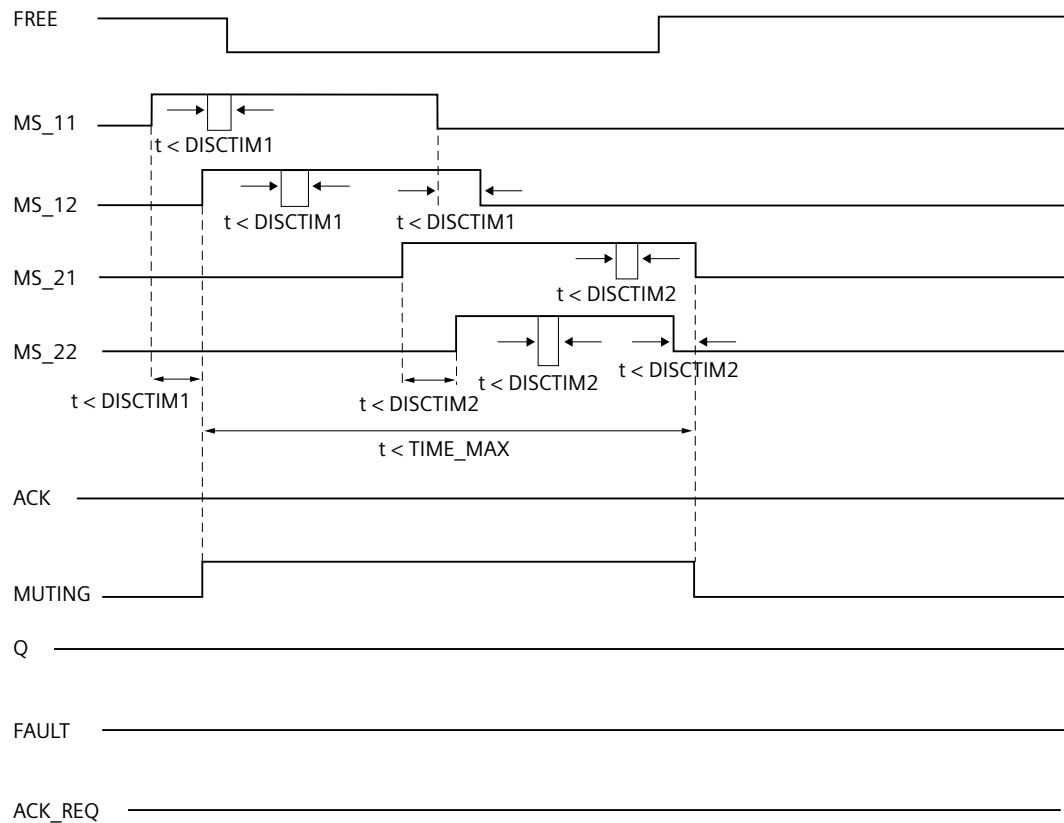 FREE
MS_11
t < DISCTIM1
MS_12
t < DISCTIM1
t < DISCTIM1
MS_21
t < DISCTIM2
MS_22
t < DISCTIM2
t < DISCTIM2
t < DISCTIM1
t < DISCTIM2
t < TIME_MAX
ACK
MUTING
Q
FAULT
ACK_REQ